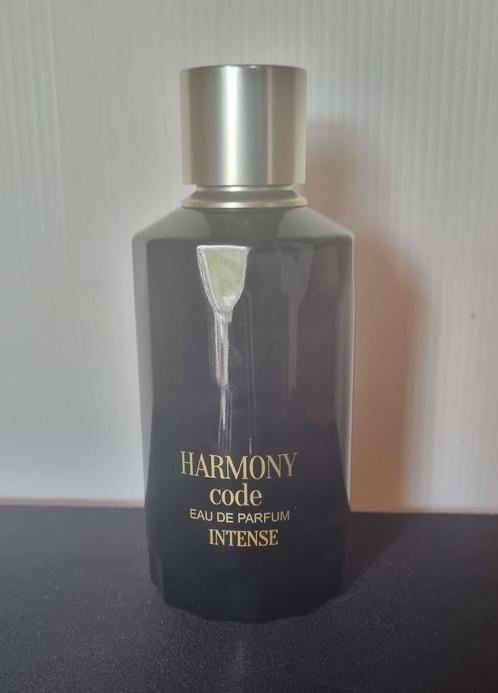 HARMONY
code
EAU DE PARFUM
INTENSE